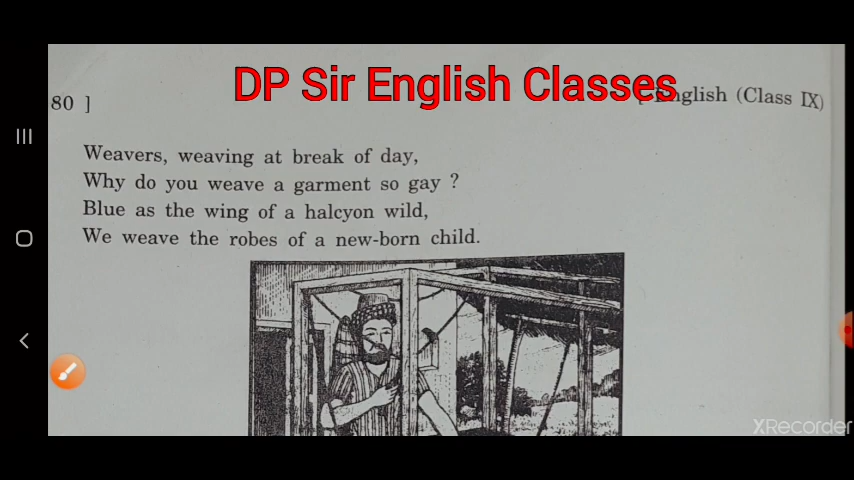 DP Sir English Classes
80 ]
English (Class IX)
Weavers, weaving at break of day,
Why do you weave a garment so gay ?
Blue as the wing of a halcyon wild,
We weave the robes of a new-born child.
XRecorder